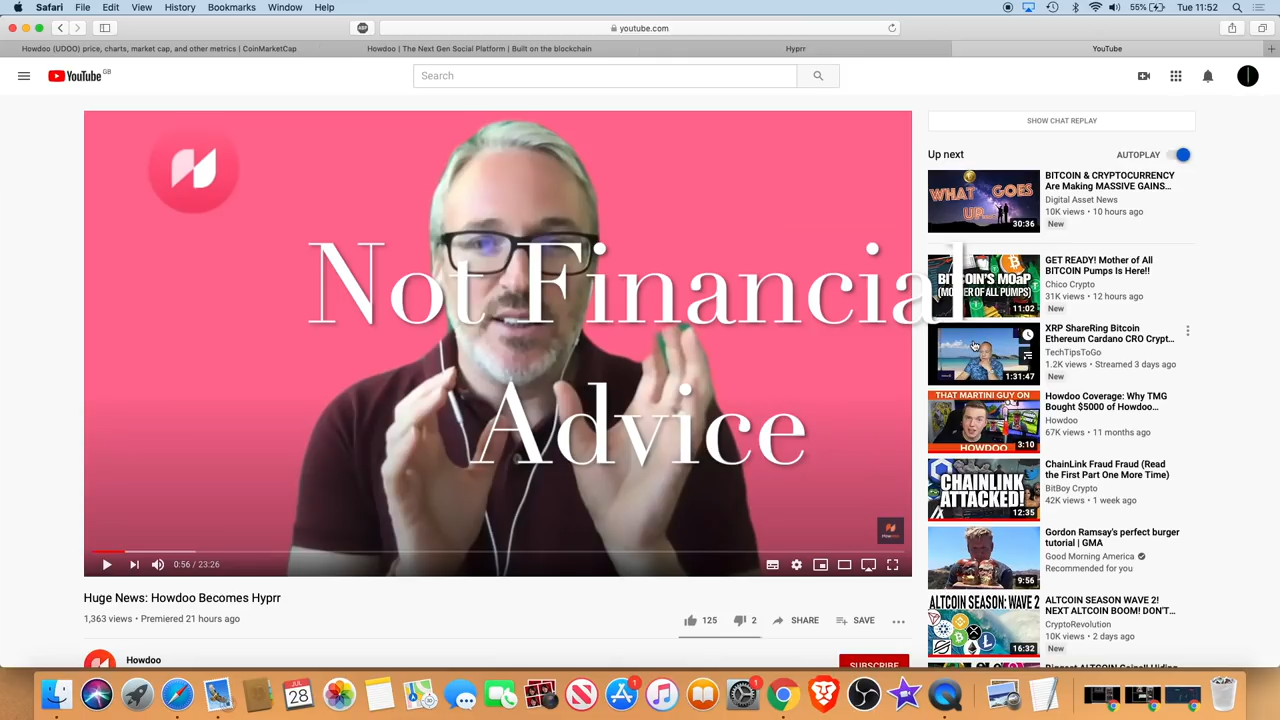 Safari File Edit View History Bookmarks Window Help 55% Tue 11:52
youtube.com
Howdoo (UDOO) price, charts, market cap, and other metrics | CoinMarketCap
Howdoo | The Next Gen Social Platform | Built on the blockchain
Hyprr
YouTube
YouTube GB
Search
Not Financial
Advice
0:56 / 23:26
Huge News: Howdoo Becomes Hyprr
1,363 views • Premiered 21 hours ago
125 2 SHARE SAVE
Howdoo
SUBSCRIBE
SHOW CHAT REPLAY
Up next
AUTOPLAY
WHAT GOES
UP...
30:36
BITCOIN & CRYPTOCURRENCY
Are Making MASSIVE GAINS...
Digital Asset News
10K views • 10 hours ago
New
BITCOIN'S MOaP
(MOTHER OF ALL PUMPS)
11:02
GET READY! Mother of All
BITCOIN Pumps Is Here!!
Chico Crypto
31K views • 12 hours ago
1:31:47
XRP ShareRing Bitcoin
Ethereum Cardano CRO Crypt...
TechTipsToGo
1.2K views • Streamed 3 days ago
New
THAT MARTINI GUY ON
HOWDOO
3:10
Howdoo Coverage: Why TMG
Bought $5000 of Howdoo...
Howdoo
67K views • 11 months ago
CHAINLINK
ATTACKED!
12:35
ChainLink Fraud Fraud (Read
the First Part One More Time)
BitBoy Crypto
42K views • 1 week ago
9:56
Gordon Ramsay's perfect burger
tutorial | GMA
Good Morning America
Recommended for you
ALTCOIN SEASON: WAVE 2
16:32
ALTCOIN SEASON WAVE 2!
NEXT ALTCOIN BOOM! DON'T...
CryptoRevolution
10K views • 2 days ago
New
JUL
28
1
1